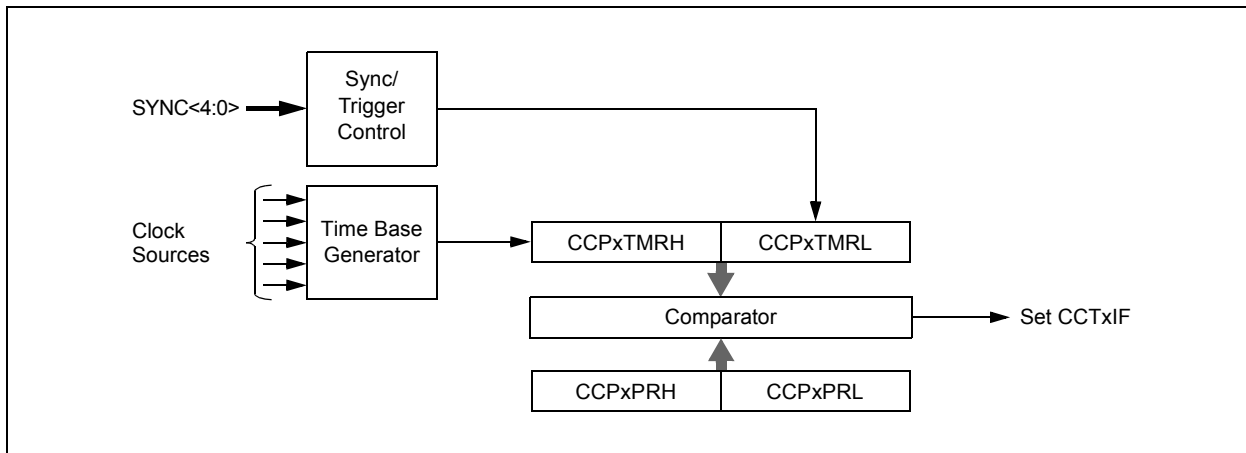 Sync/
Trigger
Control
SYNC<4:0>
Clock
Sources
Time Base
Generator
CCPxTMRH
CCPxTMRL
Comparator
Set CCTxIF
CCPxPRH
CCPxPRL